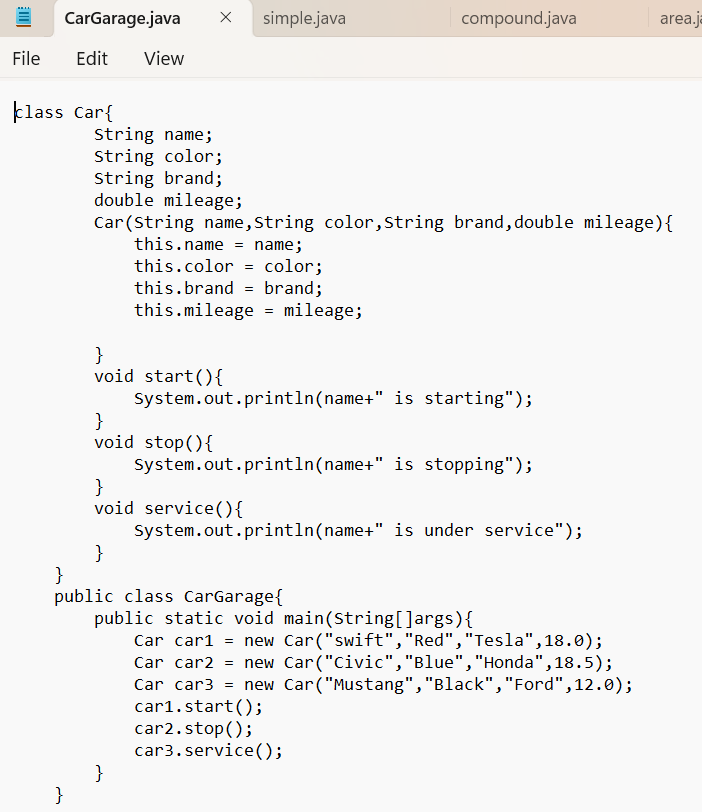 CarGarage.java × simple.java compound.java area.ja
File Edit View
class Car{
String name;
String color;
String brand;
double mileage;
Car(String name,String color,String brand,double mileage){
this.name = name;
this.color = color;
this.brand = brand;
this.mileage = mileage;
}
void start(){
System.out.println(name+" is starting");
}
void stop(){
System.out.println(name+" is stopping");
}
void service(){
System.out.println(name+" is under service");
}
}
public class CarGarage{
public static void main(String[]args){
Car car1 = new Car("swift","Red","Tesla",18.0);
Car car2 = new Car("Civic","Blue","Honda",18.5);
Car car3 = new Car("Mustang","Black","Ford",12.0);
car1.start();
car2.stop();
car3.service();
}
}